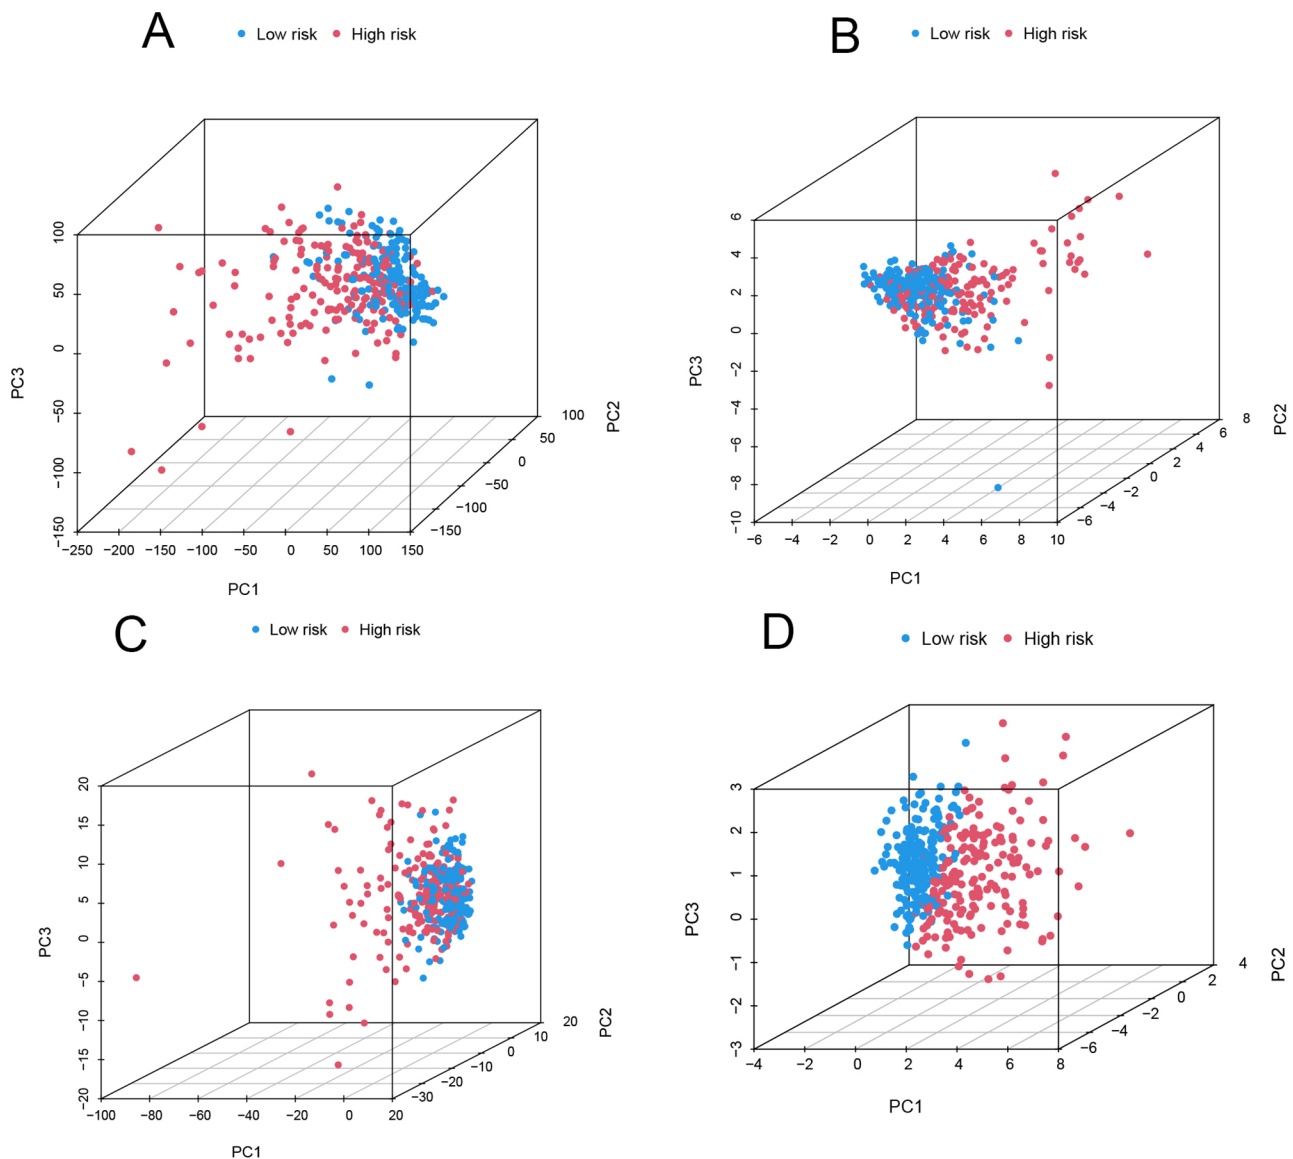 A
Low risk High risk
100
50
0
−50
−100
−150
PC3
−250 −200 −150 −100 −50 0 50 100 150
PC1
−150
−100
−50
0
50
100
PC2
B
Low risk High risk
6
4
2
0
−2
−4
−6
−8
−10
PC3
−6 −4 −2 0 2 4 6 8 10
PC1
−6
−4
−2
0
2
4
6
8
PC2
C
Low risk High risk
20
15
10
5
0
−5
−10
−15
−20
PC3
−100 −80 −60 −40 −20 0 20
PC1
−30
−20
−10
0
10
20
PC2
D
Low risk High risk
3
2
1
0
−1
−2
−3
PC3
−4 −2 0 2 4 6 8
PC1
−6
−4
−2
0
2
4
PC2